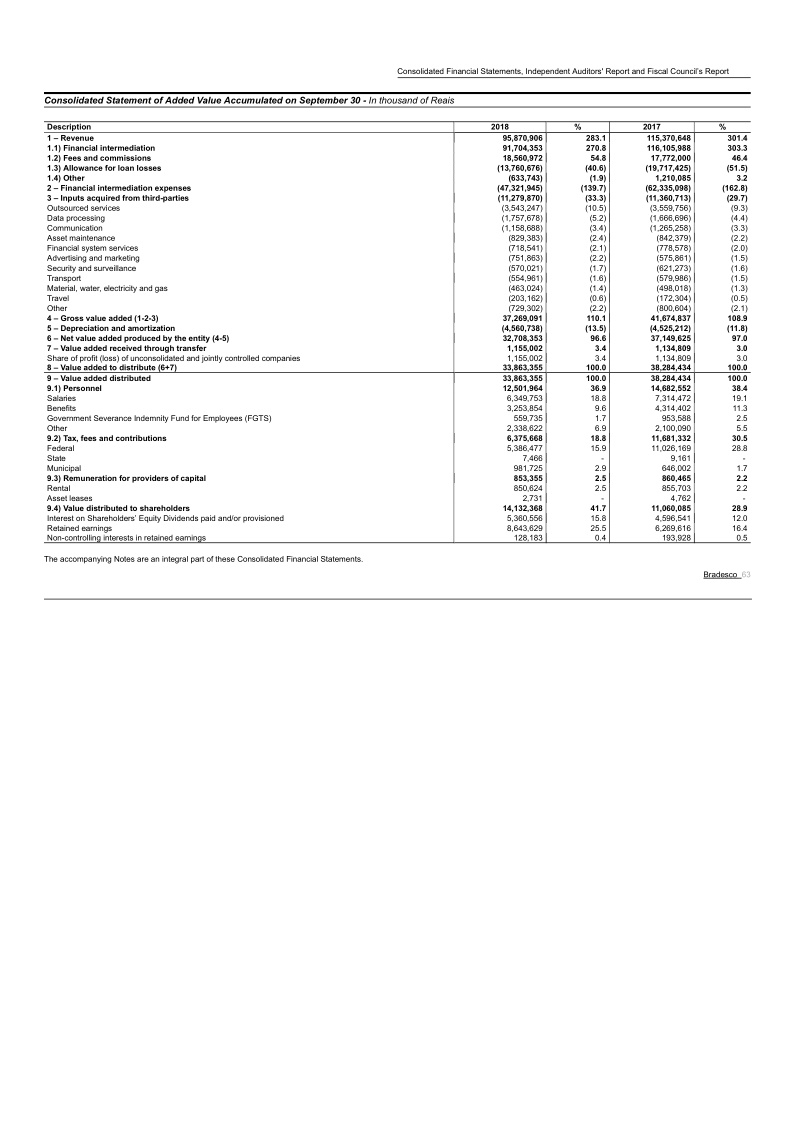 Consolidated Financial Statements, Independent Auditors' Report and Fiscal Council's Report
Consolidated Statement of Added Value Accumulated on September 30 - In thousand of Reais
Description 2018 % 2017 %
1 – Revenue 95,870,906 283.1 115,370,648 301.4
1.1) Financial intermediation 91,704,353 270.8 116,105,988 303.3
1.2) Fees and commissions 18,560,972 54.8 17,772,000 46.4
1.3) Allowance for loan losses (13,760,676) (40.6) (19,717,425) (51.5)
1.4) Other (633,743) (1.9) 1,210,085 3.2
2 – Financial intermediation expenses (47,321,945) (139.7) (62,335,098) (162.8)
3 – Inputs acquired from third-parties (11,279,870) (33.3) (11,360,713) (29.7)
Outsourced services (3,543,247) (10.5) (3,559,756) (9.3)
Data processing (1,757,678) (5.2) (1,666,696) (4.4)
Communication (1,158,688) (3.4) (1,265,258) (3.3)
Asset maintenance (829,383) (2.4) (842,379) (2.2)
Financial system services (718,541) (2.1) (778,578) (2.0)
Advertising and marketing (751,863) (2.2) (575,861) (1.5)
Security and surveillance (570,021) (1.7) (621,273) (1.6)
Transport (554,961) (1.6) (579,986) (1.5)
Material, water, electricity and gas (463,024) (1.4) (498,018) (1.3)
Travel (203,162) (0.6) (172,304) (0.5)
Other (729,302) (2.2) (800,604) (2.1)
4 – Gross value added (1-2-3) 37,269,091 110.1 41,674,837 108.9
5 – Depreciation and amortization (4,560,738) (13.5) (4,525,212) (11.8)
6 – Net value added produced by the entity (4-5) 32,708,353 96.6 37,149,625 97.0
7 – Value added received through transfer 1,155,002 3.4 1,134,809 3.0
Share of profit (loss) of unconsolidated and jointly controlled companies 1,155,002 3.4 1,134,809 3.0
8 – Value added to distribute (6+7) 33,863,355 100.0 38,284,434 100.0
9 – Value added distributed 33,863,355 100.0 38,284,434 100.0
9.1) Personnel 12,501,964 36.9 14,682,552 38.4
Salaries 6,349,753 18.8 7,314,472 19.1
Benefits 3,253,854 9.6 4,314,402 11.3
Government Severance Indemnity Fund for Employees (FGTS) 559,735 1.7 953,588 2.5
Other 2,338,622 6.9 2,100,090 5.5
9.2) Tax, fees and contributions 6,375,668 18.8 11,681,332 30.5
Federal 5,386,477 15.9 11,026,169 28.8
State 7,466 - 9,161 -
Municipal 981,725 2.9 646,002 1.7
9.3) Remuneration for providers of capital 853,355 2.5 860,465 2.2
Rental 850,624 2.5 855,703 2.2
Asset leases 2,731 - 4,762 -
9.4) Value distributed to shareholders 14,132,368 41.7 11,060,085 28.9
Interest on Shareholders' Equity Dividends paid and/or provisioned 5,360,556 15.8 4,596,541 12.0
Retained earnings 8,643,629 25.5 6,269,616 16.4
Non-controlling interests in retained earnings 128,183 0.4 193,928 0.5
The accompanying Notes are an integral part of these Consolidated Financial Statements.
Bradesco 63